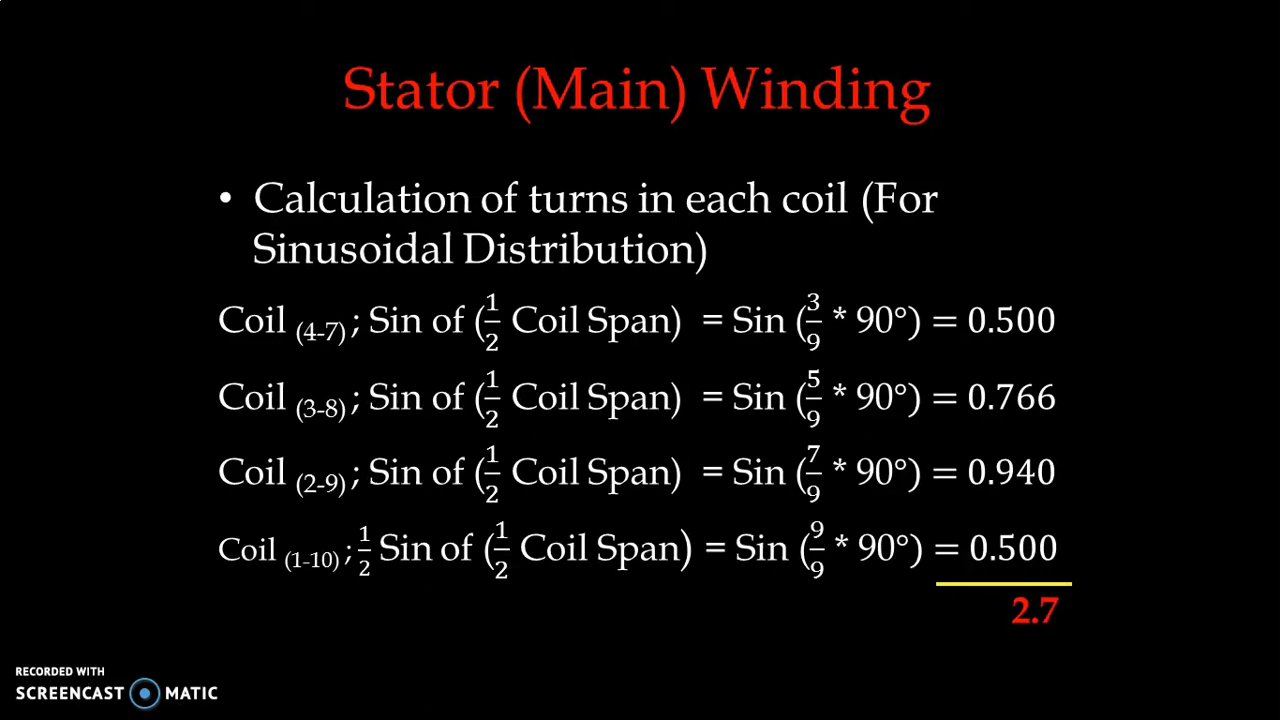 Stator (Main) Winding
• Calculation of turns in each coil (For
Sinusoidal Distribution)
Coil (4-7) ; Sin of (1/2 Coil Span) = Sin (3/9 * 90°) = 0.500
Coil (3-8) ; Sin of (1/2 Coil Span) = Sin (5/9 * 90°) = 0.766
Coil (2-9) ; Sin of (1/2 Coil Span) = Sin (7/9 * 90°) = 0.940
Coil (1-10) ; 1/2 Sin of (1/2 Coil Span) = Sin (9/9 * 90°) = 0.500
2.7
RECORDED WITH
SCREENCAST MATIC